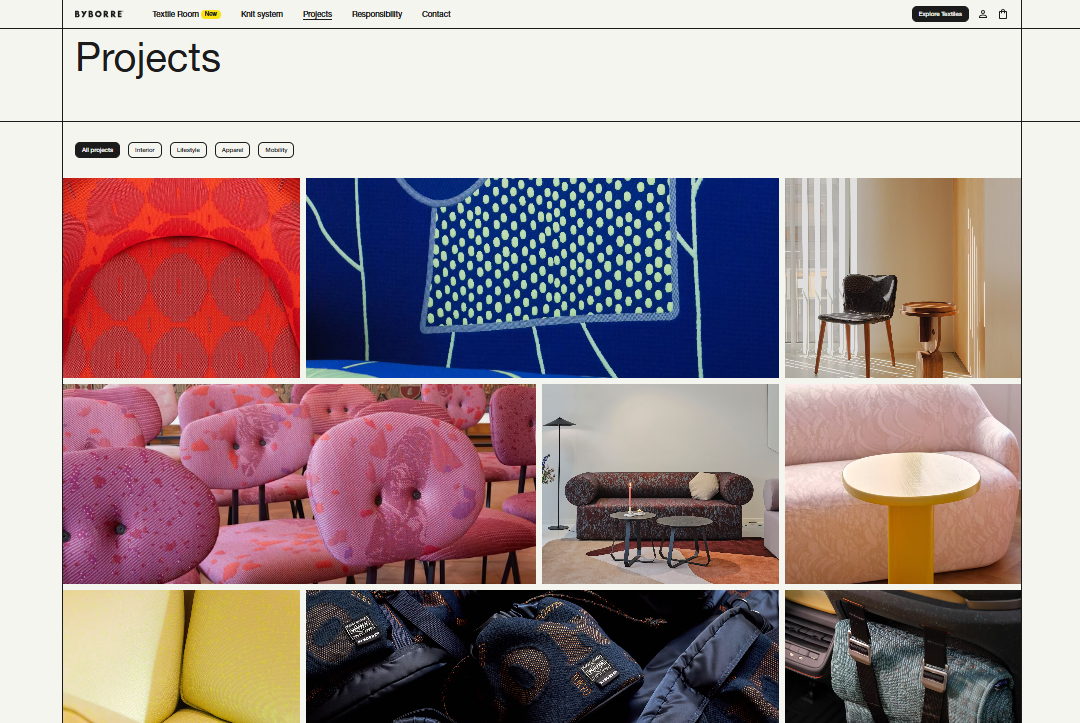 BYBORRE Textile Room New Knit system Projects Responsibility Contact Explore Textiles
Projects
All projects Interior Lifestyle Apparel Mobility